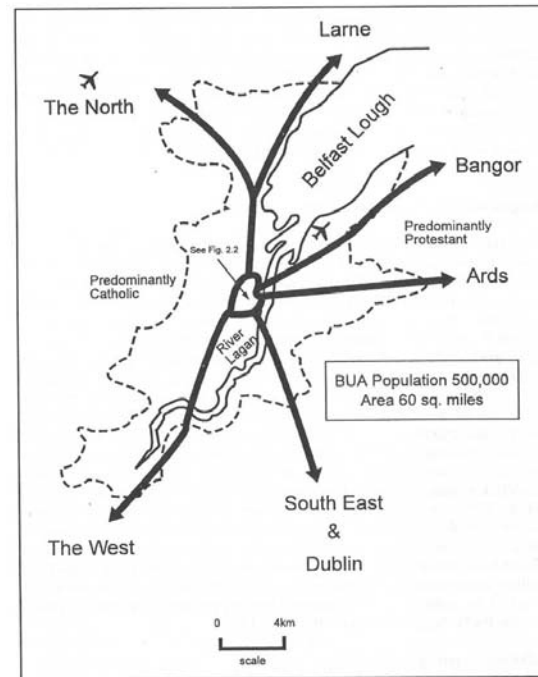 Larne
The North
Belfast Lough
Bangor
See Fig. 2.2
Predominantly
Protestant
Predominantly
Catholic
Ards
River
Lagan
BUA Population 500,000
Area 60 sq. miles
South East
&
Dublin
The West
0 4km
scale